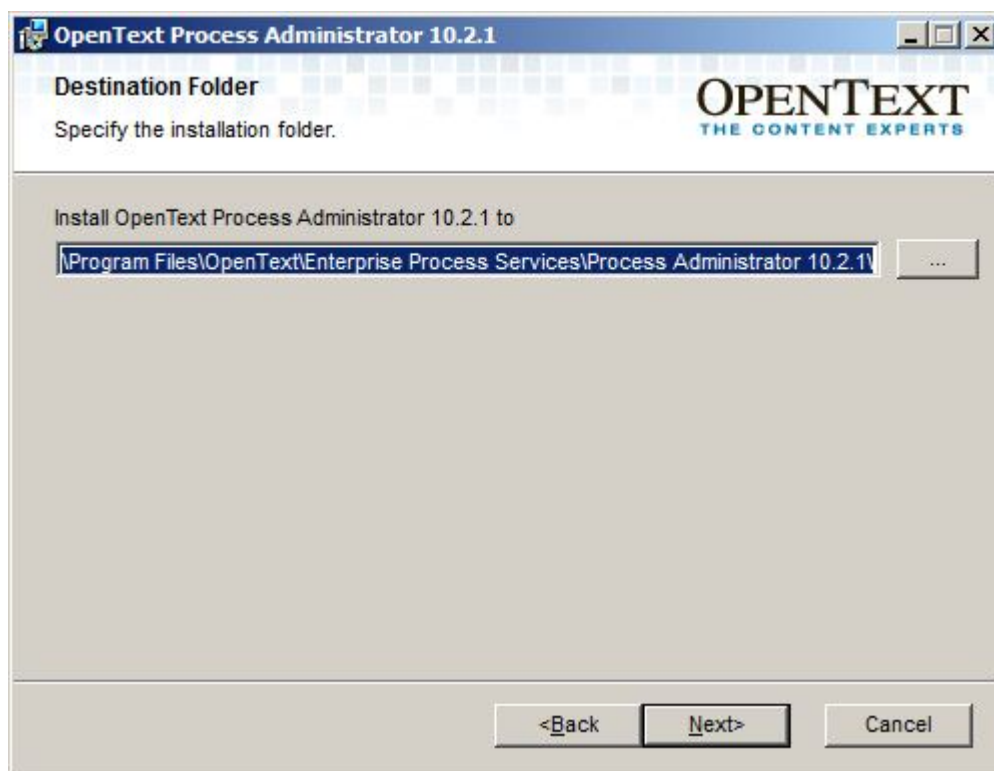 OpenText Process Administrator 10.2.1
Destination Folder
Specify the installation folder.
OPENTEXT
THE CONTENT EXPERTS
Install OpenText Process Administrator 10.2.1 to
\Program Files\OpenText\Enterprise Process Services\Process Administrator 10.2.1\
...
<Back
Next>
Cancel